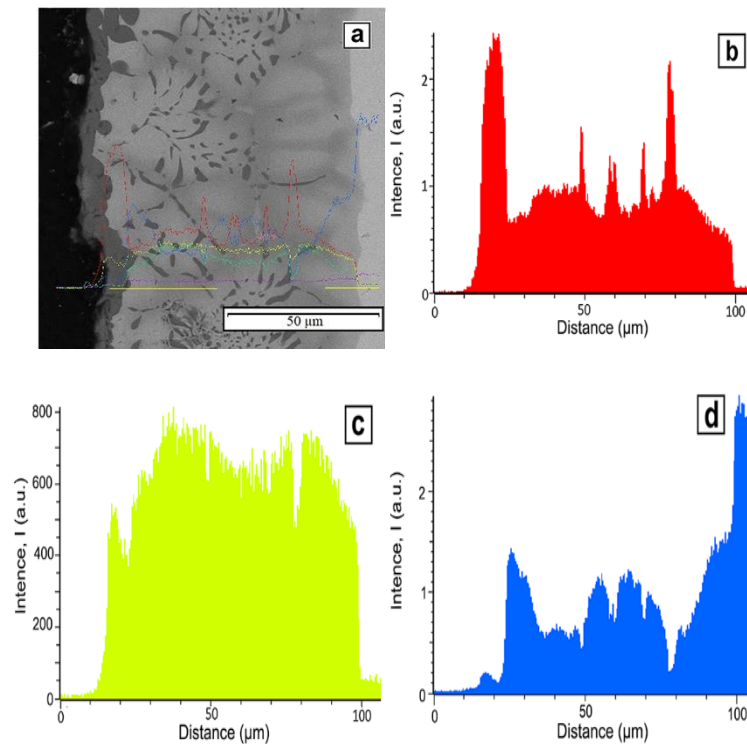 a
50 µm
b
2
1
0
Intence, I (a.u.)
0
50
100
Distance (µm)
c
800
600
400
200
0
Intence, I (a.u.)
0
50
100
Distance (µm)
d
2
1
0
Intence, I (a.u.)
0
50
100
Distance (µm)